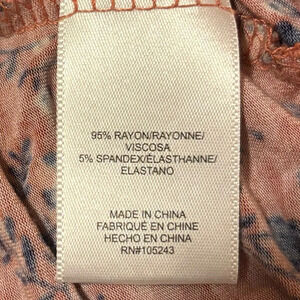 95% RAYON/RAYONNE/
VISCOSA
5% SPANDEX/ÉLASTHANNE/
ELASTANO
MADE IN CHINA
FABRIQUÉ EN CHINE
HECHO EN CHINA
RN#105243